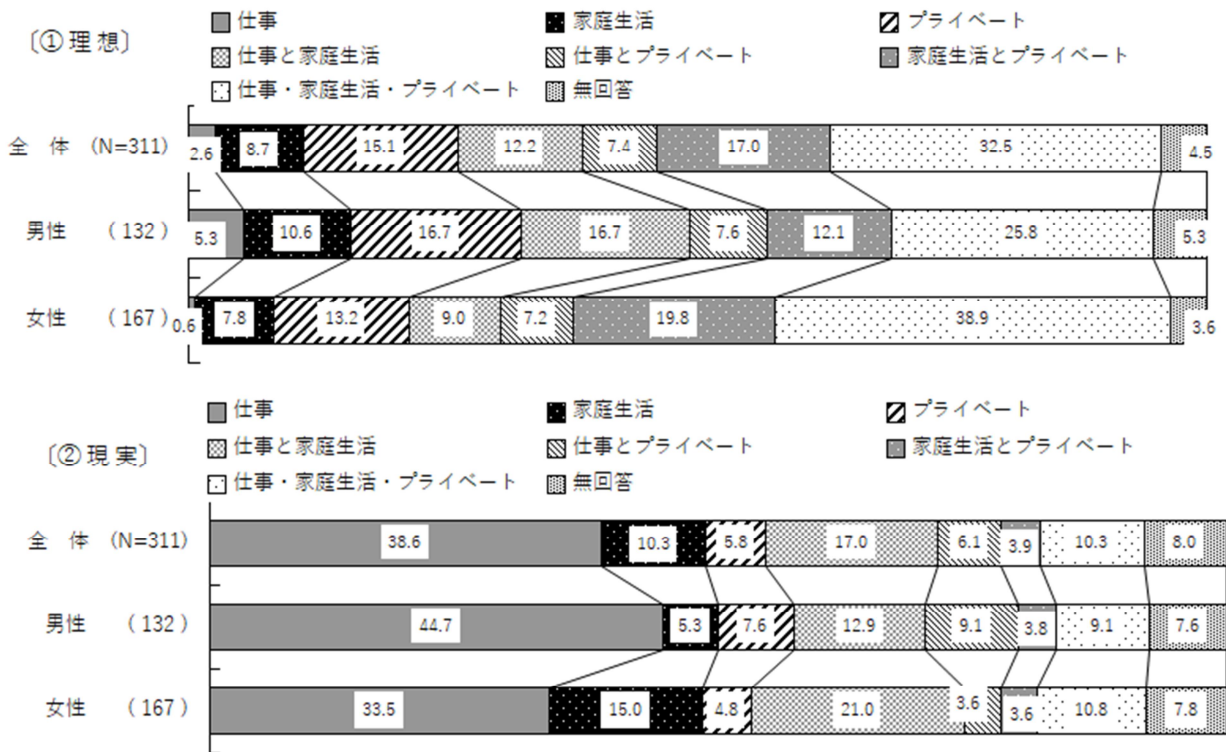 〔① 理 想〕
仕事 家庭生活 プライベート
仕事と家庭生活 仕事とプライベート 家庭生活とプライベート
仕事・家庭生活・プライベート 無回答
全 体 (N=311) 2.6 8.7 15.1 12.2 7.4 17.0 32.5 4.5
男性 ( 132 ) 5.3 10.6 16.7 16.7 7.6 12.1 25.8 5.3
女性 ( 167 ) 0.6 7.8 13.2 9.0 7.2 19.8 38.9 3.6
〔② 現 実〕
仕事 家庭生活 プライベート
仕事と家庭生活 仕事とプライベート 家庭生活とプライベート
仕事・家庭生活・プライベート 無回答
全 体 (N=311) 38.6 10.3 5.8 17.0 6.1 3.9 10.3 8.0
男性 ( 132 ) 44.7 5.3 7.6 12.9 9.1 3.8 9.1 7.6
女性 ( 167 ) 33.5 15.0 4.8 21.0 3.6 3.6 10.8 7.8